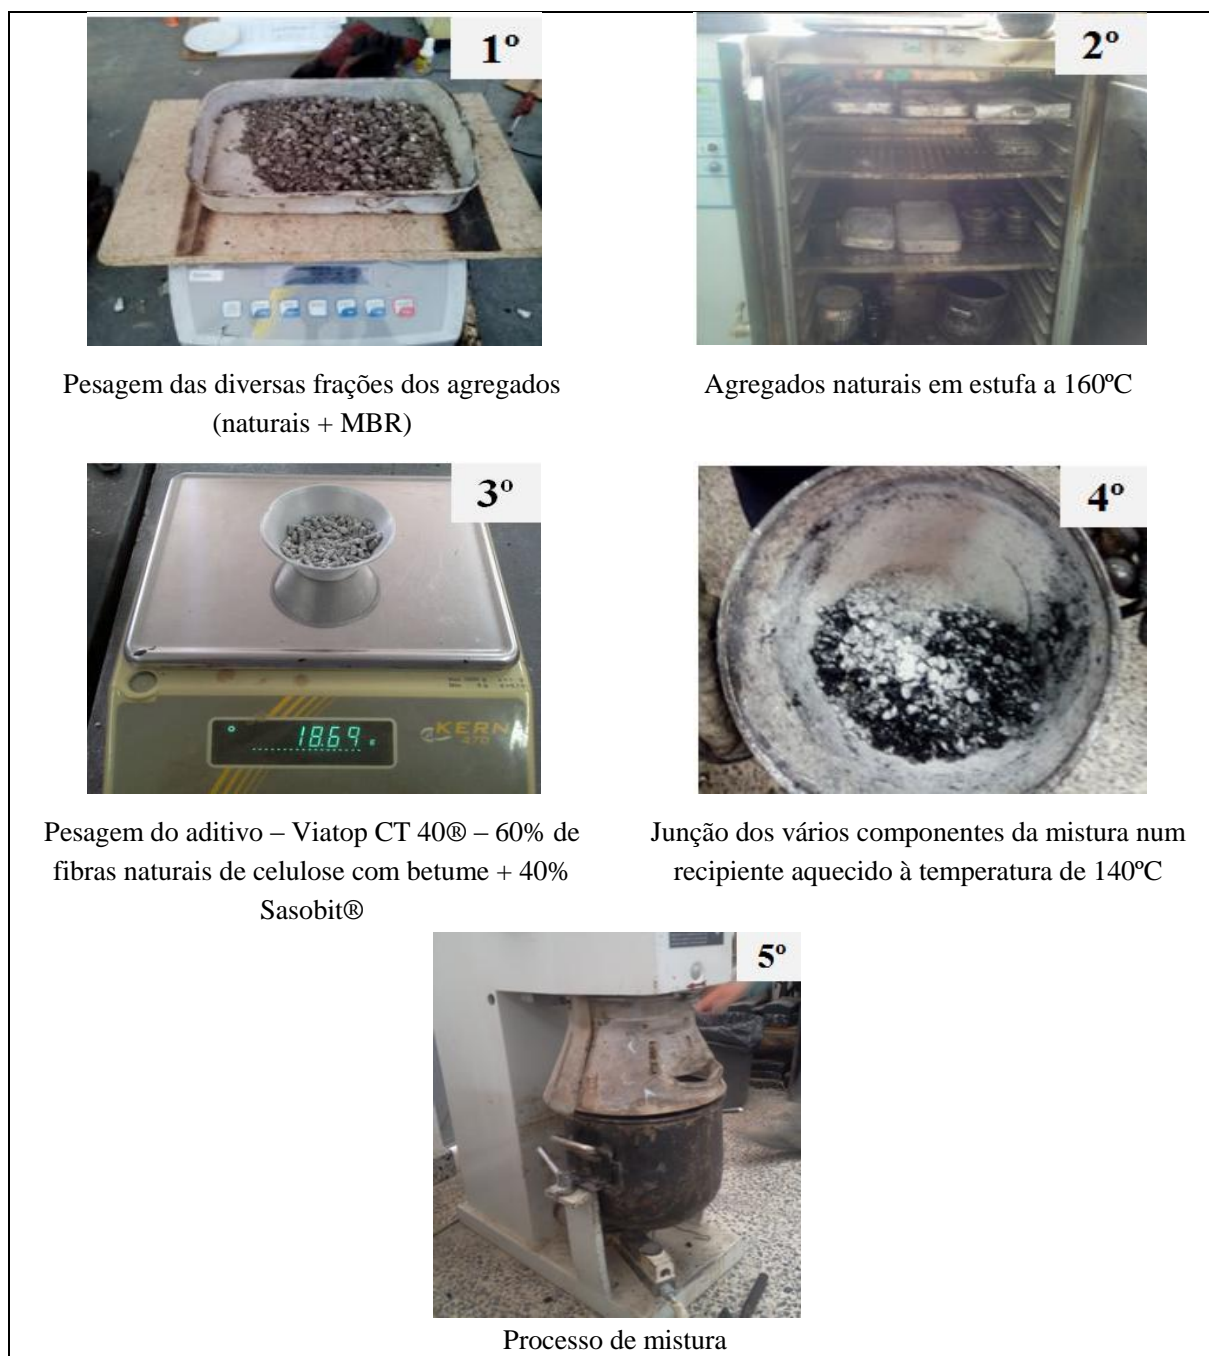 1º
2º
Pesagem das diversas frações dos agregados
(naturais + MBR)
Agregados naturais em estufa a 160ºC
3º
18.69
KERN
470
4º
Pesagem do aditivo – Viatop CT 40® – 60% de
fibras naturais de celulose com betume + 40%
Sasobit®
Junção dos vários componentes da mistura num
recipiente aquecido à temperatura de 140ºC
5º
Processo de mistura